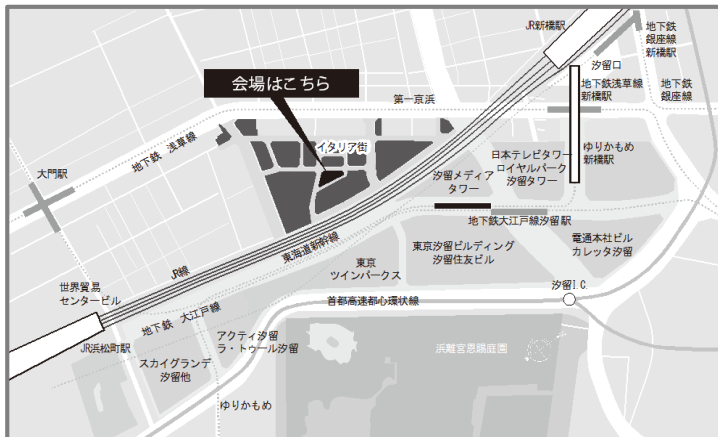 JR新橋駅
地下鉄
銀座線
新橋駅
汐留口
会場はこちら
地下鉄浅草線
新橋駅
地下鉄
銀座線
第一京浜
イタリア街
地下鉄 浅草線
大門駅
日本テレビタワー
ロイヤルパーク
汐留タワー
ゆりかもめ
新橋駅
汐留メディア
タワー
地下鉄大江戸線汐留駅
電通本社ビル
カレッタ汐留
東京汐留ビルディング
汐留住友ビル
東海道新幹線
東京
ツインパークス
JR線
世界貿易
センタービル
汐留I.C.
首都高速都心環状線
地下鉄 大江戸線
アクティ汐留
ラ・トゥール汐留
JR浜松町駅
浜離宮恩賜庭園
スカイグランデ
汐留他
ゆりかもめ